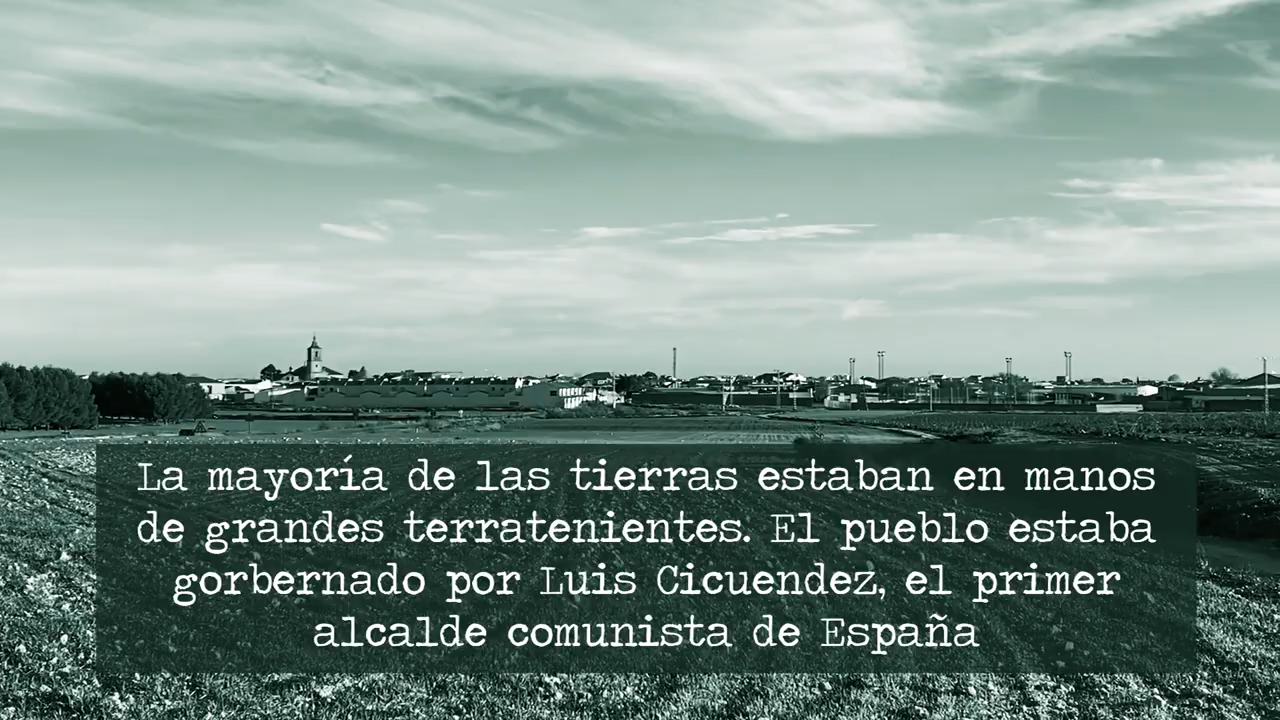 La mayoría de las tierras estaban en manos
de grandes terratenientes. El pueblo estaba
gorbernado por Luis Cicuendez, el primer
alcalde comunista de España